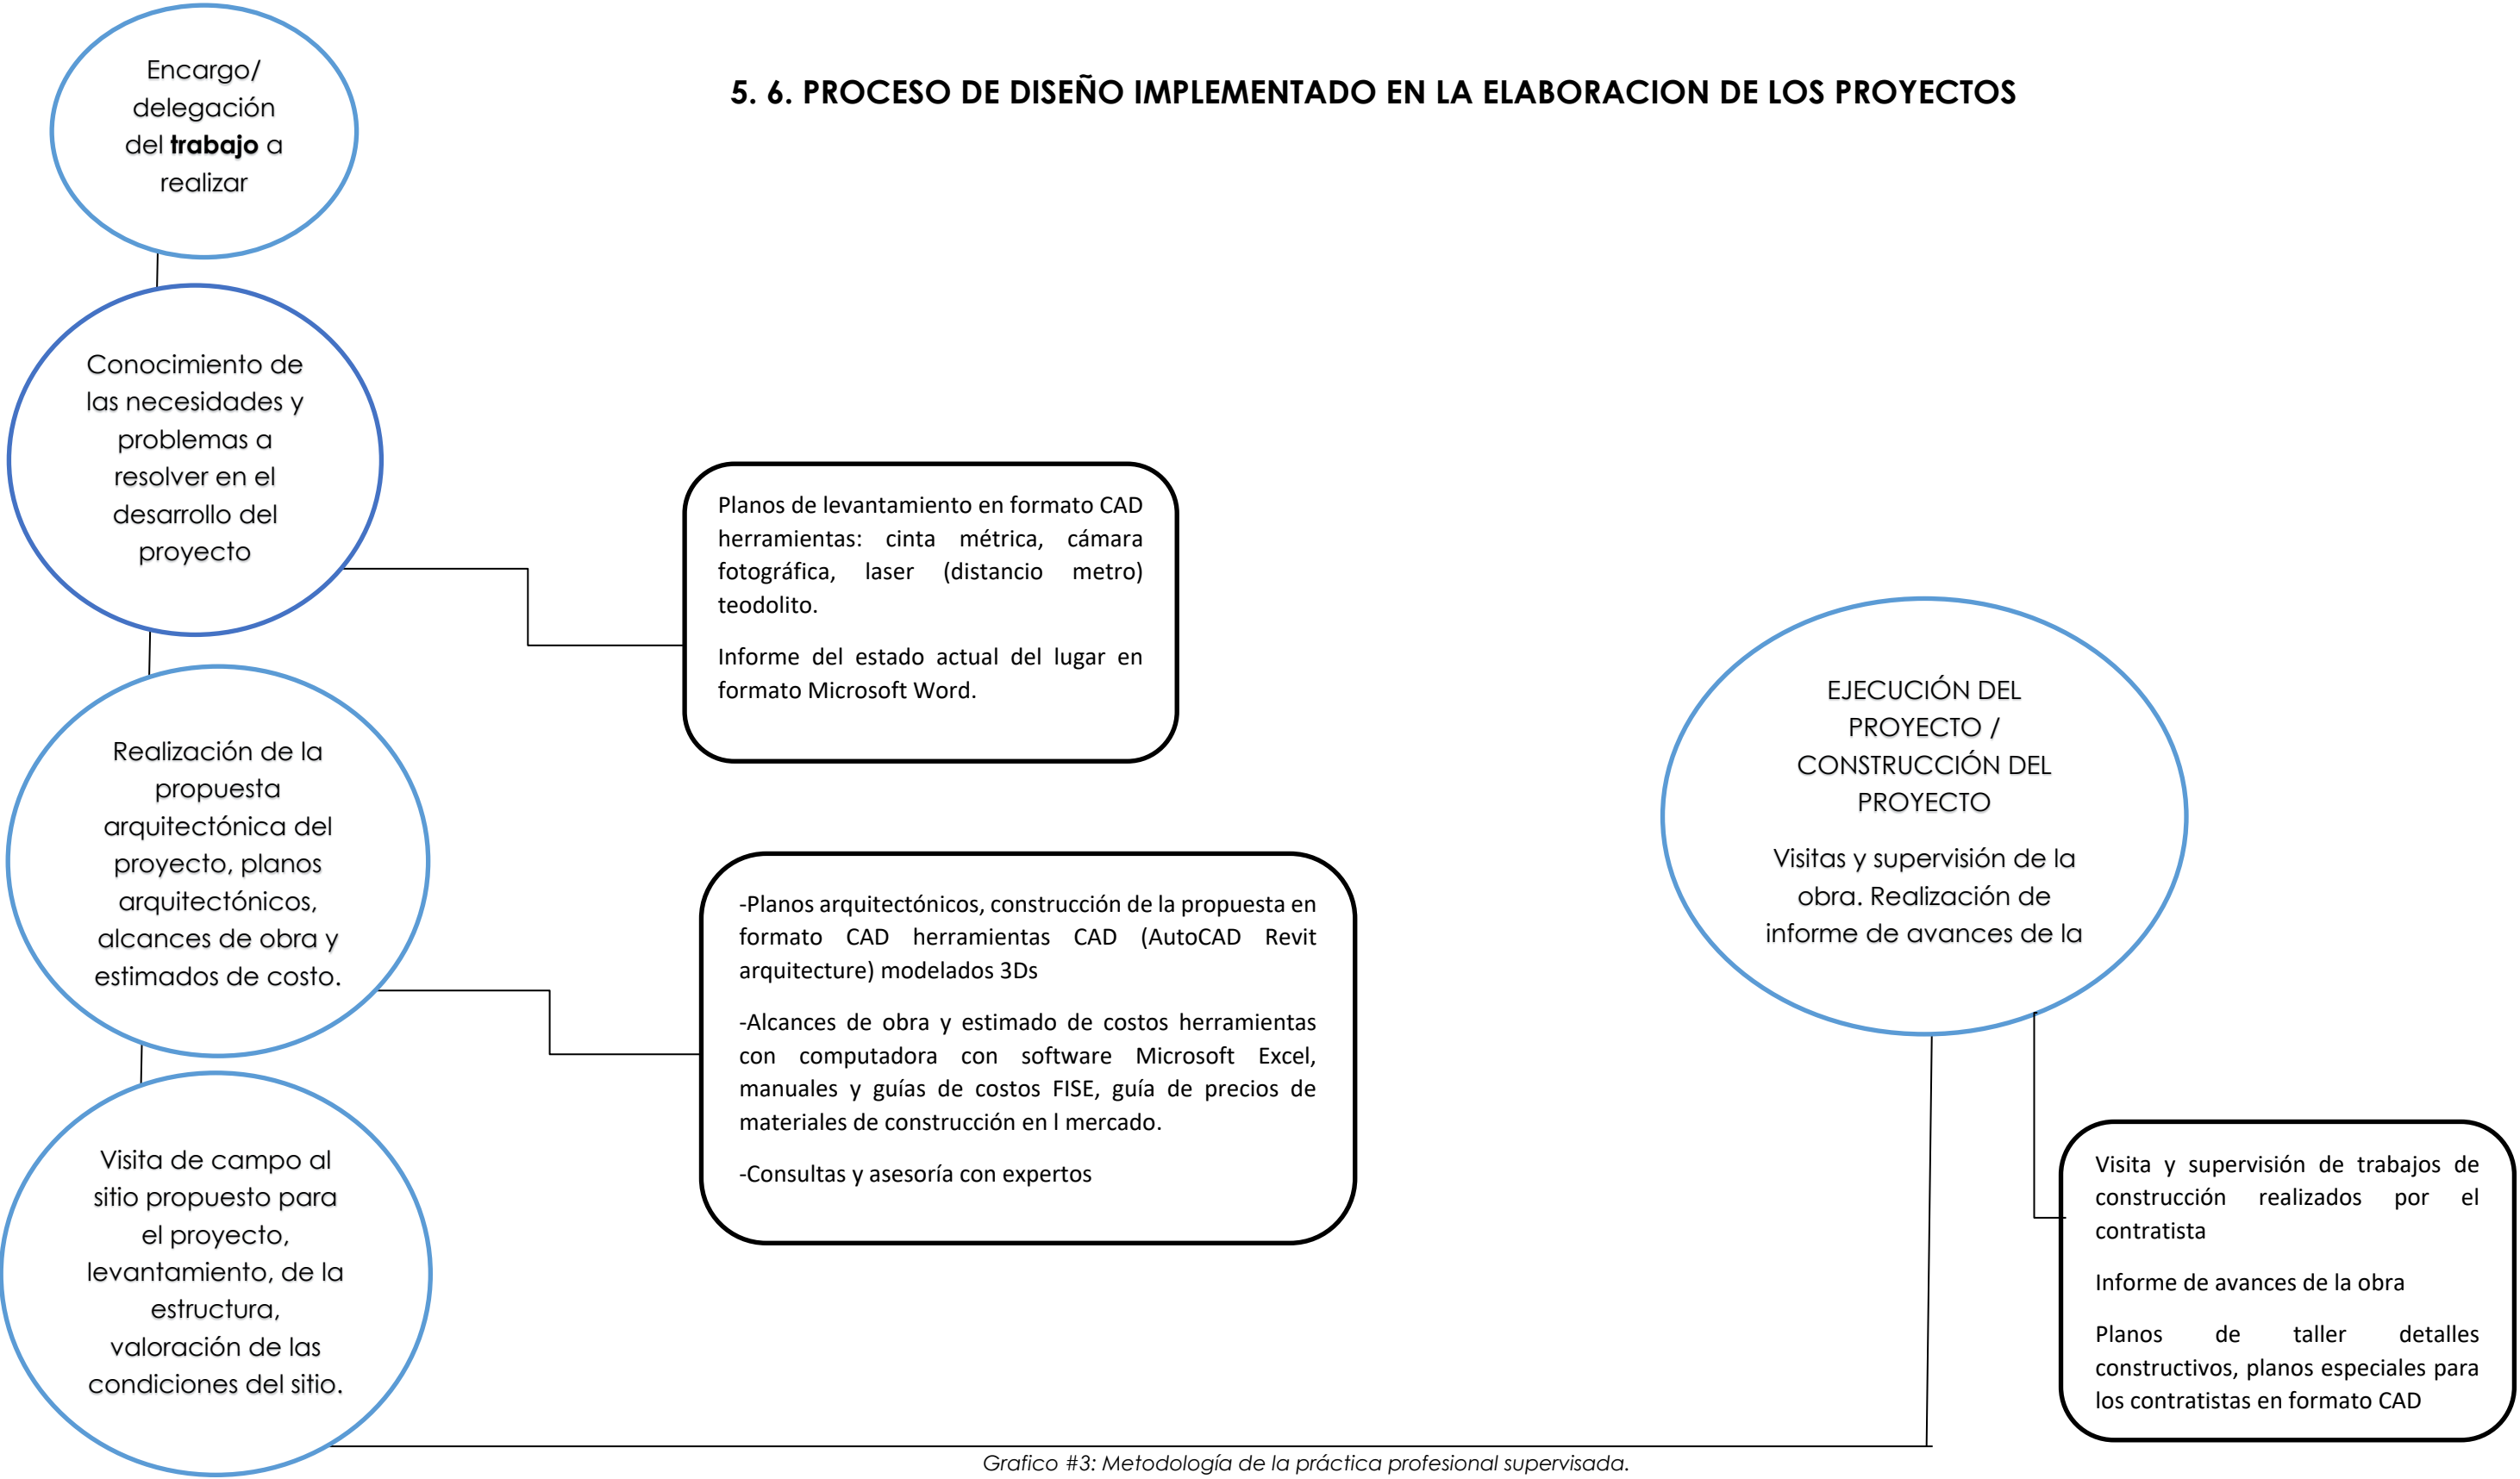 5. 6. PROCESO DE DISEÑO IMPLEMENTADO EN LA ELABORACION DE LOS PROYECTOS
Encargo/
delegación
del trabajo a
realizar
Conocimiento de
las necesidades y
problemas a
resolver en el
desarrollo del
proyecto
Planos de levantamiento en formato CAD
herramientas: cinta métrica, cámara
fotográfica, laser (distancio metro)
teodolito.
Informe del estado actual del lugar en
formato Microsoft Word.
Realización de la
propuesta
arquitectónica del
proyecto, planos
arquitectónicos,
alcances de obra y
estimados de costo.
-Planos arquitectónicos, construcción de la propuesta en
formato CAD herramientas CAD (AutoCAD Revit
arquitecture) modelados 3Ds
-Alcances de obra y estimado de costos herramientas
con computadora con software Microsoft Excel,
manuales y guías de costos FISE, guía de precios de
materiales de construcción en l mercado.
-Consultas y asesoría con expertos
Visita de campo al
sitio propuesto para
el proyecto,
levantamiento, de la
estructura,
valoración de las
condiciones del sitio.
EJECUCIÓN DEL
PROYECTO /
CONSTRUCCIÓN DEL
PROYECTO
Visitas y supervisión de la
obra. Realización de
informe de avances de la
Visita y supervisión de trabajos de
construcción realizados por el
contratista
Informe de avances de la obra
Planos de taller detalles
constructivos, planos especiales para
los contratistas en formato CAD
Grafico #3: Metodología de la práctica profesional supervisada.